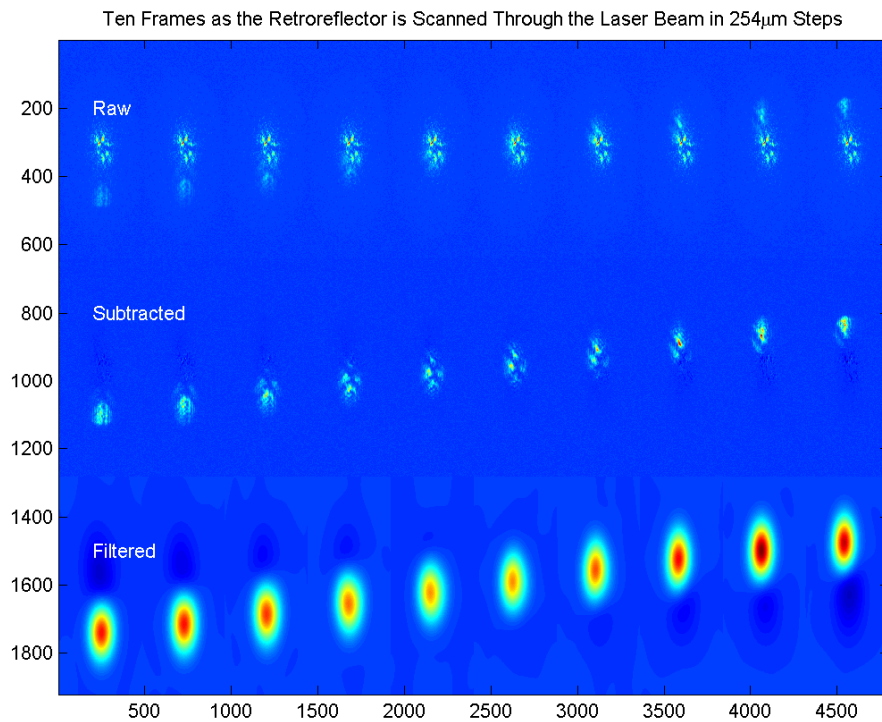 Ten Frames as the Retroreflector is Scanned Through the Laser Beam in 254μm Steps
Raw
200
400
600
Subtracted
800
1000
1200
1400
Filtered
1600
1800
500 1000 1500 2000 2500 3000 3500 4000 4500